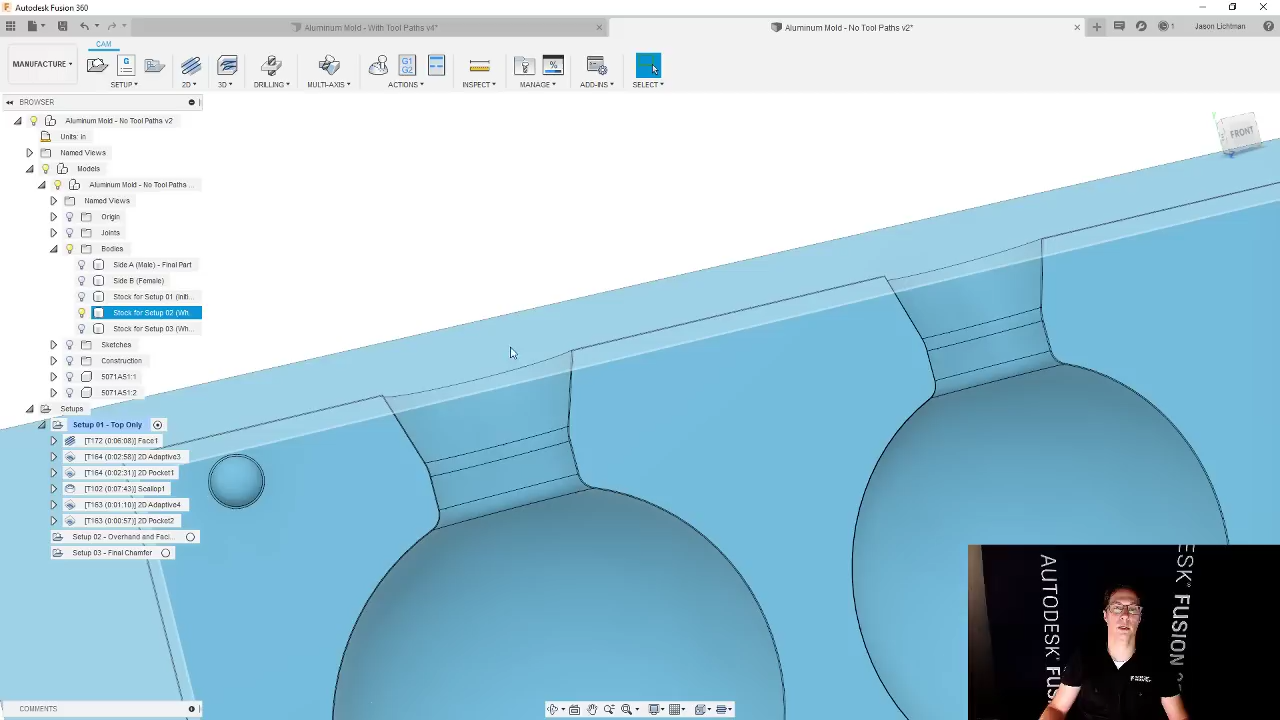 Autodesk Fusion 360
Aluminum Mold - With Tool Paths v4*
Aluminum Mold - No Tool Paths v2*
1
Jason Lichtman
CAM
MANUFACTURE
G
G1
G2
SETUP
2D
3D
DRILLING
MULTI-AXIS
ACTIONS
INSPECT
MANAGE
ADD-INS
SELECT
BROWSER
Aluminum Mold - No Tool Paths v2
Units: in
Named Views
Models
Aluminum Mold - No Tool Paths ...
Named Views
Origin
Joints
Bodies
Side A (Male) - Final Part
Side B (Female)
Stock for Setup 01 (Initi...
Stock for Setup 02 (Wh...
Stock for Setup 03 (Wh...
Sketches
Construction
5071A51:1
5071A51:2
Setups
Setup 01 - Top Only
[T172 (0:06:08)] Face1
[T164 (0:02:58)] 2D Adaptive3
[T164 (0:02:31)] 2D Pocket1
[T102 (0:07:43)] Scallop1
[T163 (0:01:10)] 2D Adaptive4
[T163 (0:00:57)] 2D Pocket2
Setup 02 - Overhand and Faci...
Setup 03 - Final Chamfer
COMMENTS
FRONT
AUTODESK FUS
DESK FUSION